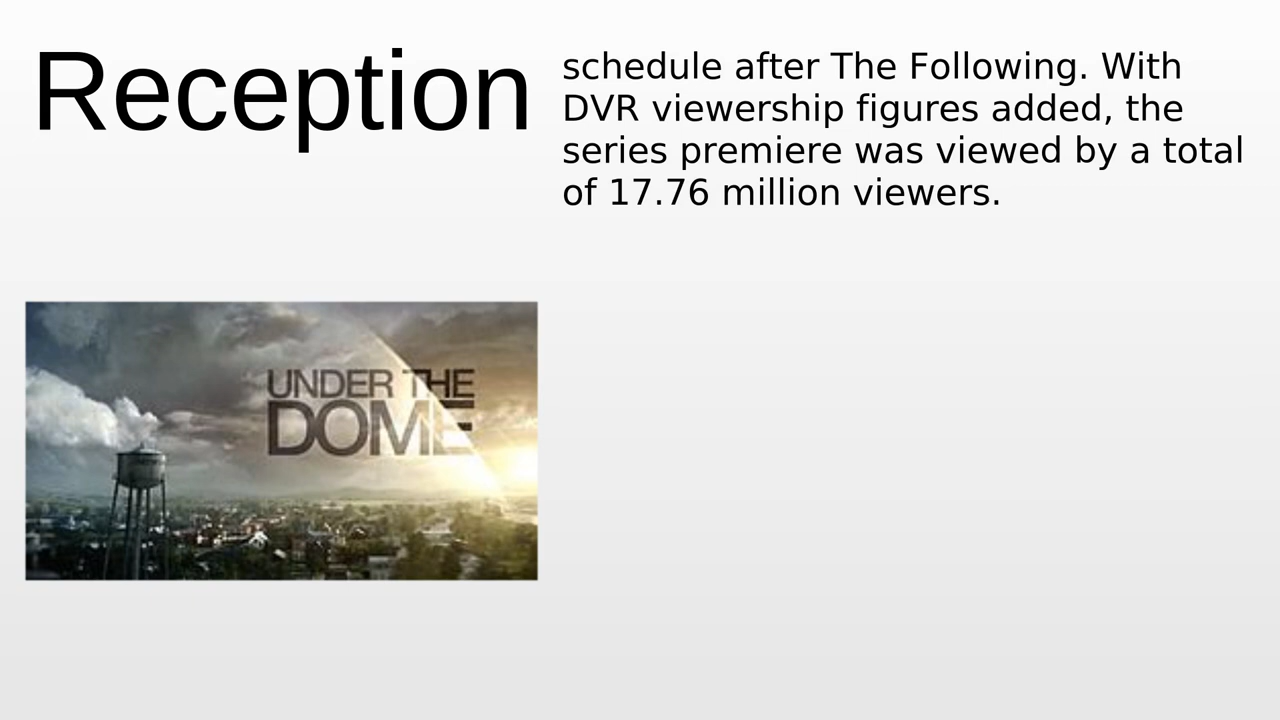 Reception
schedule after The Following. With
DVR viewership figures added, the
series premiere was viewed by a total
of 17.76 million viewers.
UNDER THE
DOME